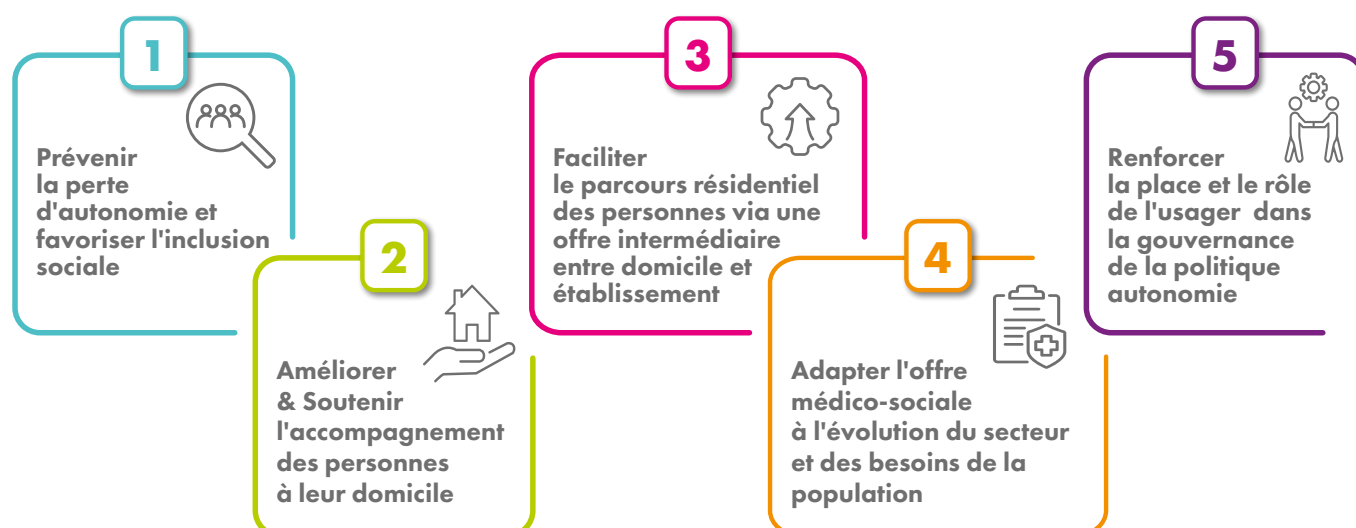 1
Prévenir
la perte
d'autonomie et
favoriser l'inclusion
sociale
2
Améliorer
& Soutenir
l'accompagnement
des personnes
à leur domicile
3
Faciliter
le parcours résidentiel
des personnes via une
offre intermédiaire
entre domicile et
établissement
4
Adapter l'offre
médico-sociale
à l'évolution du secteur
et des besoins de la
population
5
Renforcer
la place et le rôle
de l'usager dans
la gouvernance
de la politique
autonomie